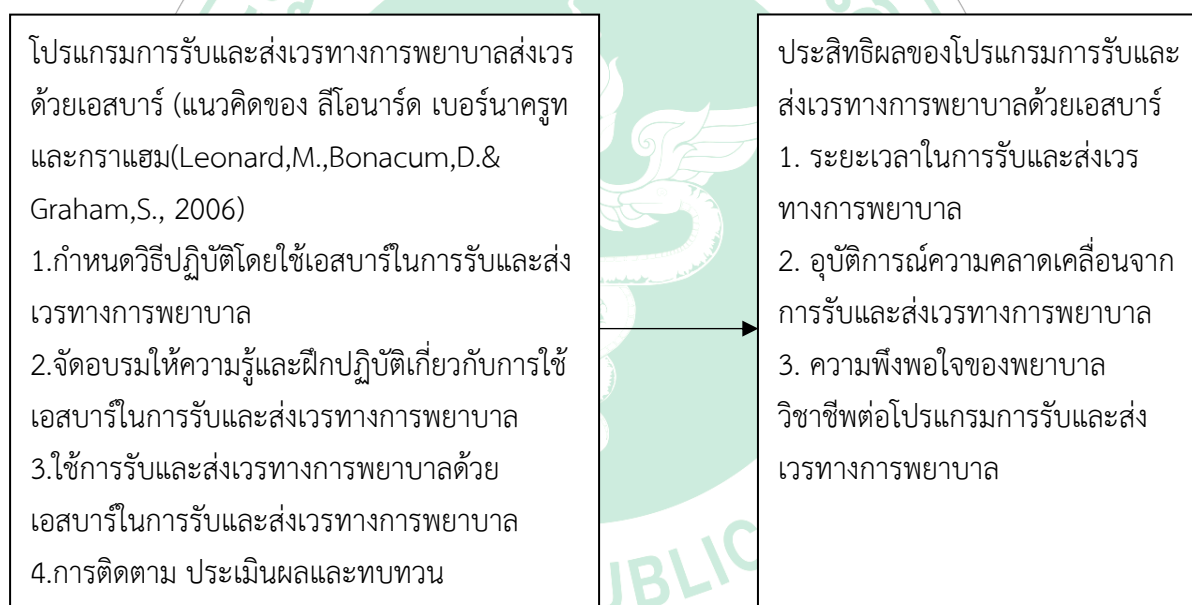 โปรแกรมการรับและส่งเวรทางการพยาบาลส่งเวร
ด้วยเอสบาร์ (แนวคิดของ ลีโอนาร์ด เบอร์นาครูท
และกราแฮม(Leonard,M.,Bonacum,D.&
Graham,S., 2006)
1.กำหนดวิธีปฏิบัติโดยใช้เอสบาร์ในการรับและส่ง
เวรทางการพยาบาล
2.จัดอบรมให้ความรู้และฝึกปฏิบัติเกี่ยวกับการใช้
เอสบาร์ในการรับและส่งเวรทางการพยาบาล
3.ใช้การรับและส่งเวรทางการพยาบาลด้วย
เอสบาร์ในการรับและส่งเวรทางการพยาบาล
4.การติดตาม ประเมินผลและทบทวน
ประสิทธิผลของโปรแกรมการรับและ
ส่งเวรทางการพยาบาลด้วยเอสบาร์
1. ระยะเวลาในการรับและส่งเวร
ทางการพยาบาล
2. อุบัติการณ์ความคลาดเคลื่อนจาก
การรับและส่งเวรทางการพยาบาล
3. ความพึงพอใจของพยาบาล
วิชาชีพต่อโปรแกรมการรับและส่ง
เวรทางการพยาบาล